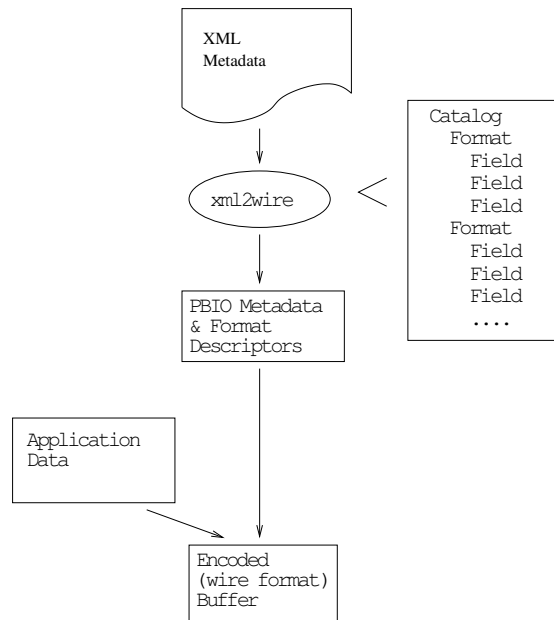 XML
Metadata
xml2wire
Catalog
Format
Field
Field
Field
Format
Field
Field
Field
....
PBIO Metadata
& Format
Descriptors
Application
Data
Encoded
(wire format)
Buffer